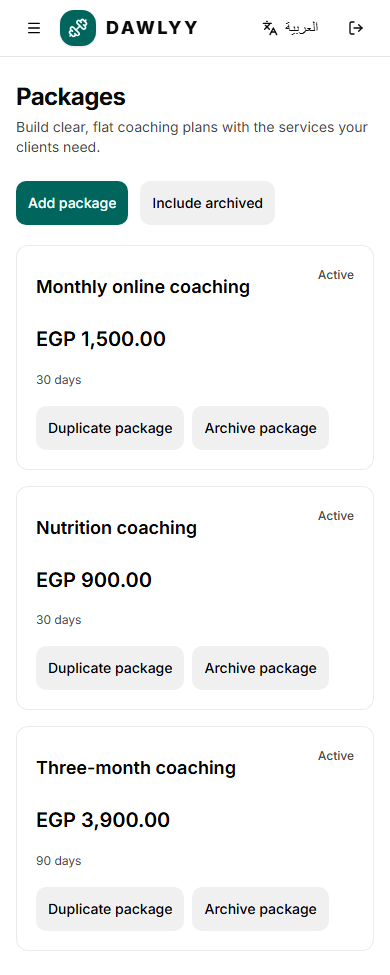 DAWLYY
العربية
Packages
Build clear, flat coaching plans with the services your
clients need.
Add package
Include archived
Active
Monthly online coaching
EGP 1,500.00
30 days
Duplicate package
Archive package
Active
Nutrition coaching
EGP 900.00
30 days
Duplicate package
Archive package
Active
Three-month coaching
EGP 3,900.00
90 days
Duplicate package
Archive package